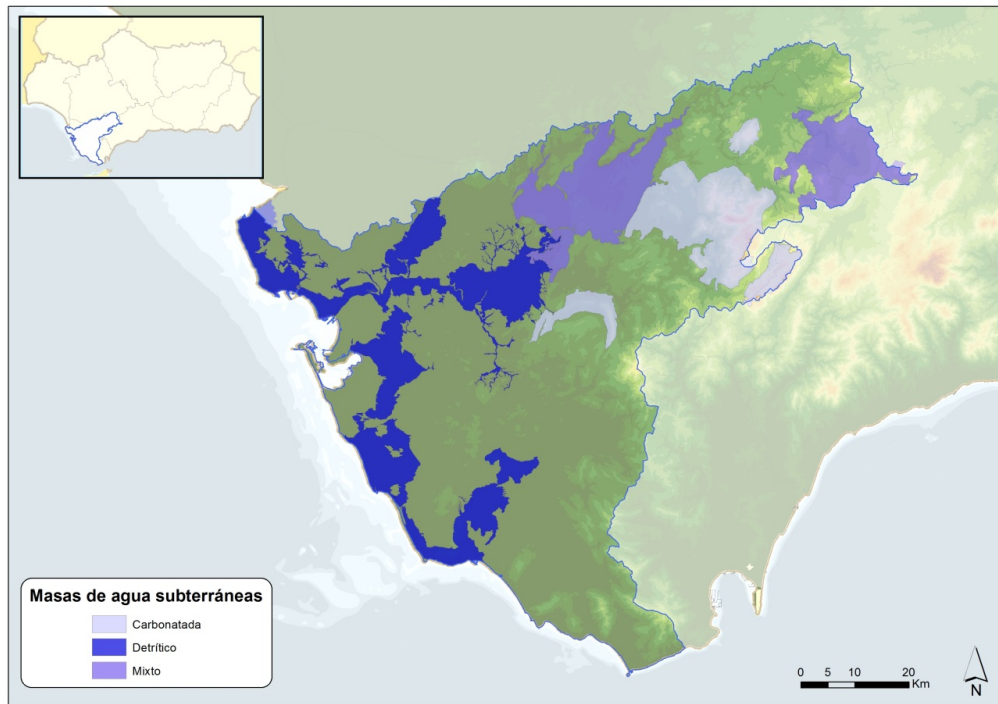 Masas de agua subterráneas
Carbonatada
Detrítico
Mixto
0 5 10 20
Km
N